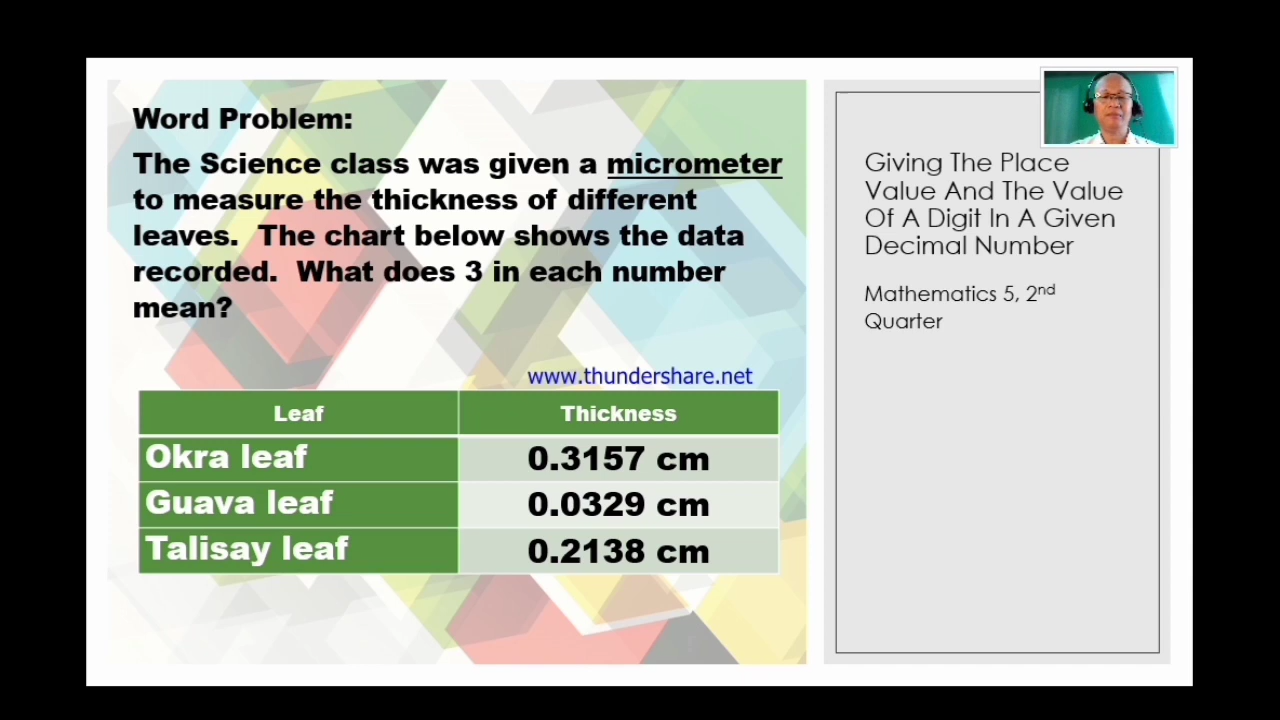 Word Problem:
The Science class was given a micrometer
to measure the thickness of different
leaves.  The chart below shows the data
recorded.  What does 3 in each number
mean?
www.thundershare.net
Leaf Thickness
Okra leaf 0.3157 cm
Guava leaf 0.0329 cm
Talisay leaf 0.2138 cm
Giving The Place
Value And The Value
Of A Digit In A Given
Decimal Number
Mathematics 5, 2nd
Quarter